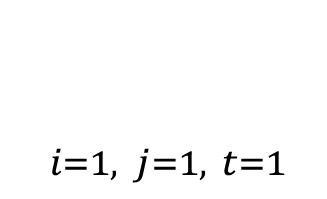 i=1, j=1, t=1